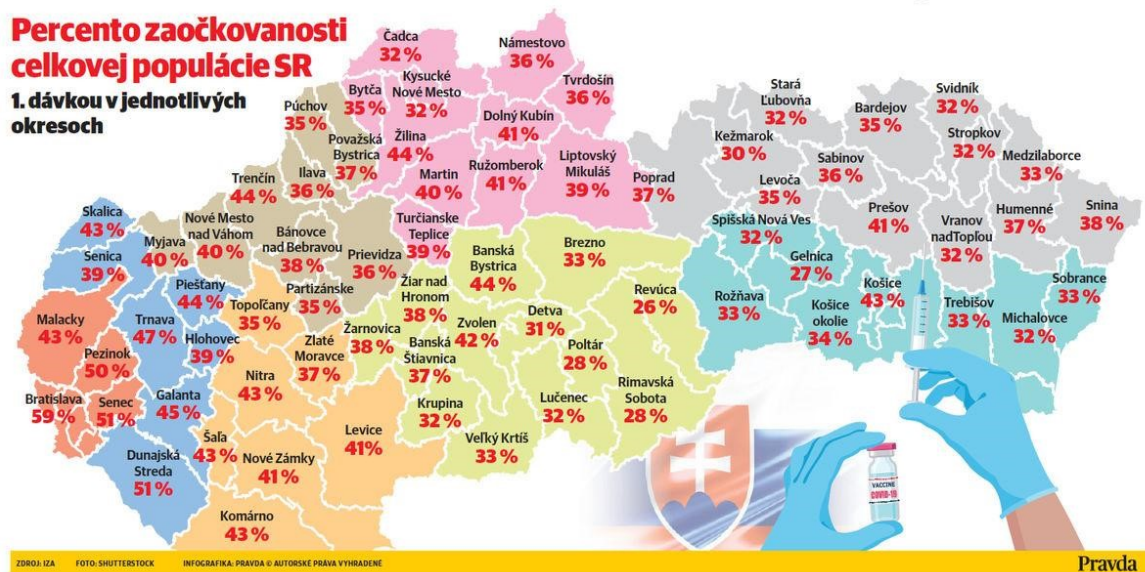 Percento zaočkovanosti
celkovej populácie SR
1. dávkou v jednotlivých
okresoch
Čadca
32 %
Námestovo
36 %
Tvrdošín
36 %
Bytča
35 %
Kysucké
Nové Mesto
32 %
Dolný Kubín
41 %
Púchov
35 %
Považská
Bystrica
37 %
Žilina
44 %
Ružomberok
41 %
Liptovský
Mikuláš
39 %
Martin
40 %
Ilava
36 %
Trenčín
44 %
Turčianske
Teplice
39 %
Poprad
37 %
Kežmarok
30 %
Stará
Ľubovňa
32 %
Bardejov
35 %
Svidník
32 %
Stropkov
32 %
Medzilaborce
33 %
Sabinov
36 %
Levoča
35 %
Prešov
41 %
Vranov
nadTopľou
32 %
Humenné
37 %
Snina
38 %
Skalica
43 %
Myjava
40 %
Nové Mesto
nad Váhom
40 %
Bánovce
nad Bebravou
38 %
Prievidza
36 %
Partizánske
35 %
Senica
39 %
Piešťany
44 %
Topoľčany
35 %
Malacky
43 %
Trnava
47 %
Hlohovec
39 %
Pezinok
50 %
Bratislava
59 %
Senec
51 %
Galanta
45 %
Dunajská
Streda
51 %
Šaľa
43 %
Nitra
43 %
Zlaté
Moravce
37 %
Nové Zámky
41 %
Levice
41%
Komárno
43 %
Banská
Bystrica
44 %
Brezno
33 %
Žiar nad
Hronom
38 %
Žarnovica
38 %
Banská
Štiavnica
37 %
Zvolen
42 %
Detva
31 %
Revúca
26 %
Poltár
28 %
Krupina
32 %
Lučenec
32 %
Rimavská
Sobota
28 %
Veľký Krtíš
33 %
Spišská Nová Ves
32 %
Gelnica
27 %
Rožňava
33 %
Košice
43 %
Košice
okolie
34 %
Trebišov
33 %
Michalovce
32 %
Sobrance
33 %
VACCINE
COVID-19
ZDROJ: IZA FOTO: SHUTTERSTOCK INFOGRAFIKA: PRAVDA © AUTORSKÉ PRÁVA VYHRADENÉ
Pravda